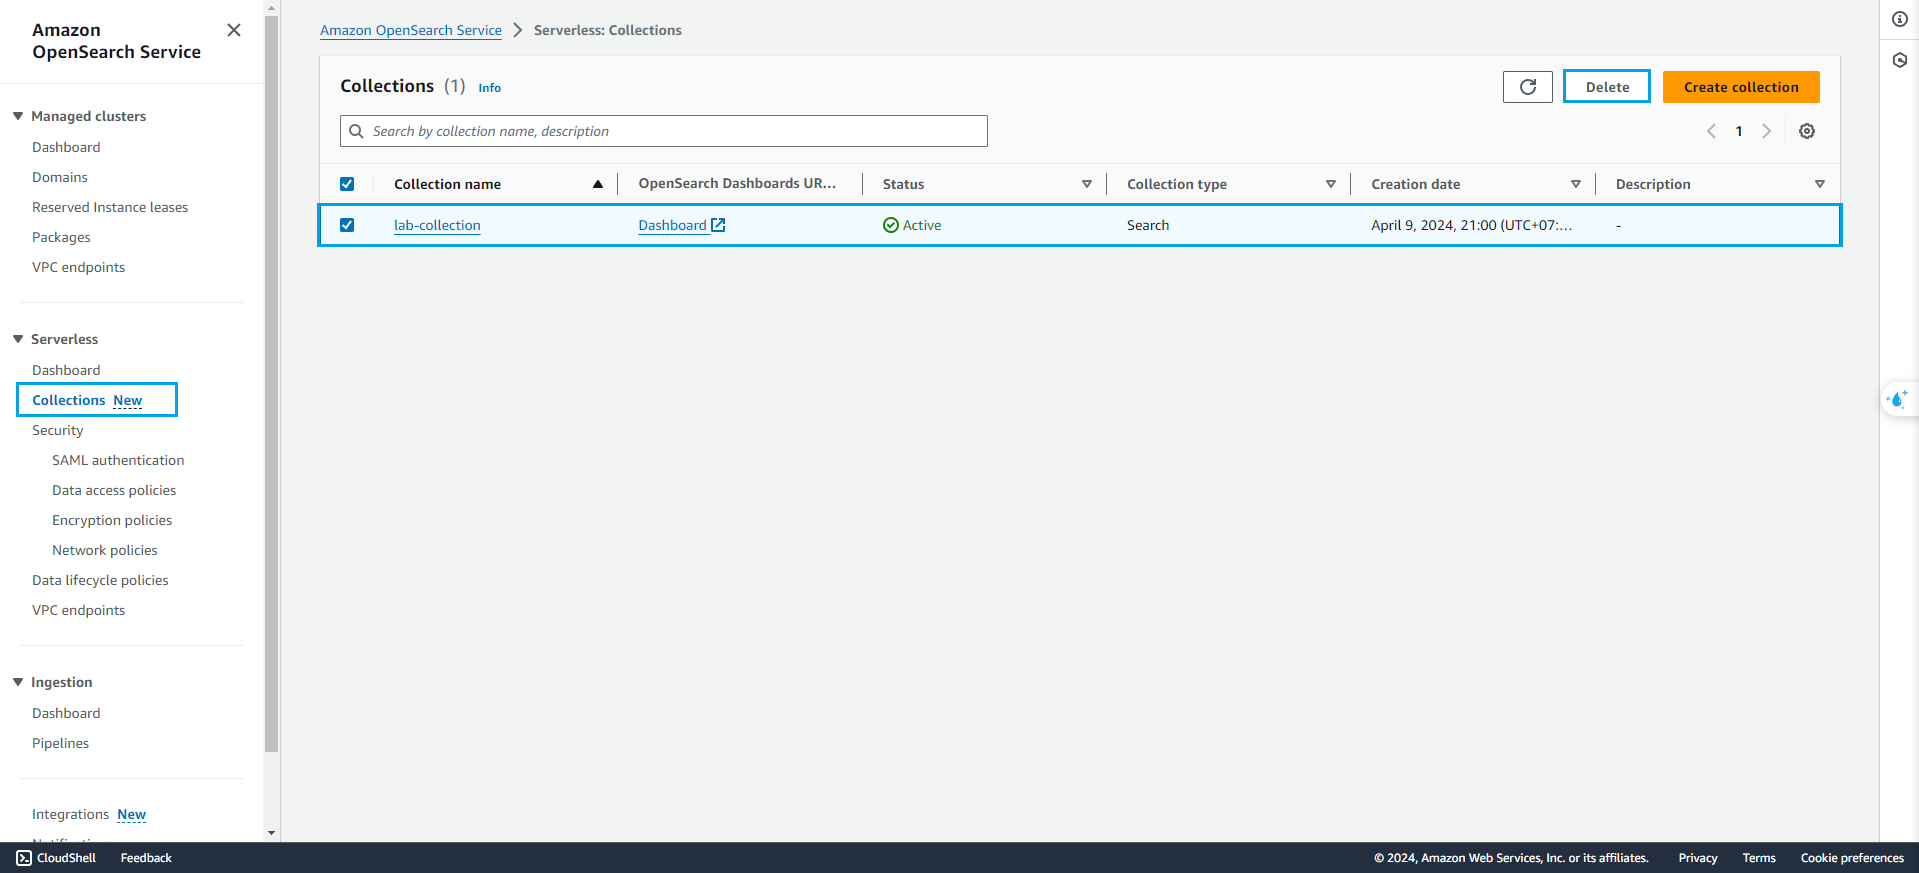 Amazon
OpenSearch Service
Managed clusters
Dashboard
Domains
Reserved Instance leases
Packages
VPC endpoints
Serverless
Dashboard
Collections New
Security
SAML authentication
Data access policies
Encryption policies
Network policies
Data lifecycle policies
VPC endpoints
Ingestion
Dashboard
Pipelines
Integrations New
Amazon OpenSearch Service > Serverless: Collections
Collections (1) Info
Delete
Create collection
Search by collection name, description
1
Collection name OpenSearch Dashboards UR... Status Collection type Creation date Description
lab-collection Dashboard Active Search April 9, 2024, 21:00 (UTC+07:... -
CloudShell Feedback © 2024, Amazon Web Services, Inc. or its affiliates. Privacy Terms Cookie preferences